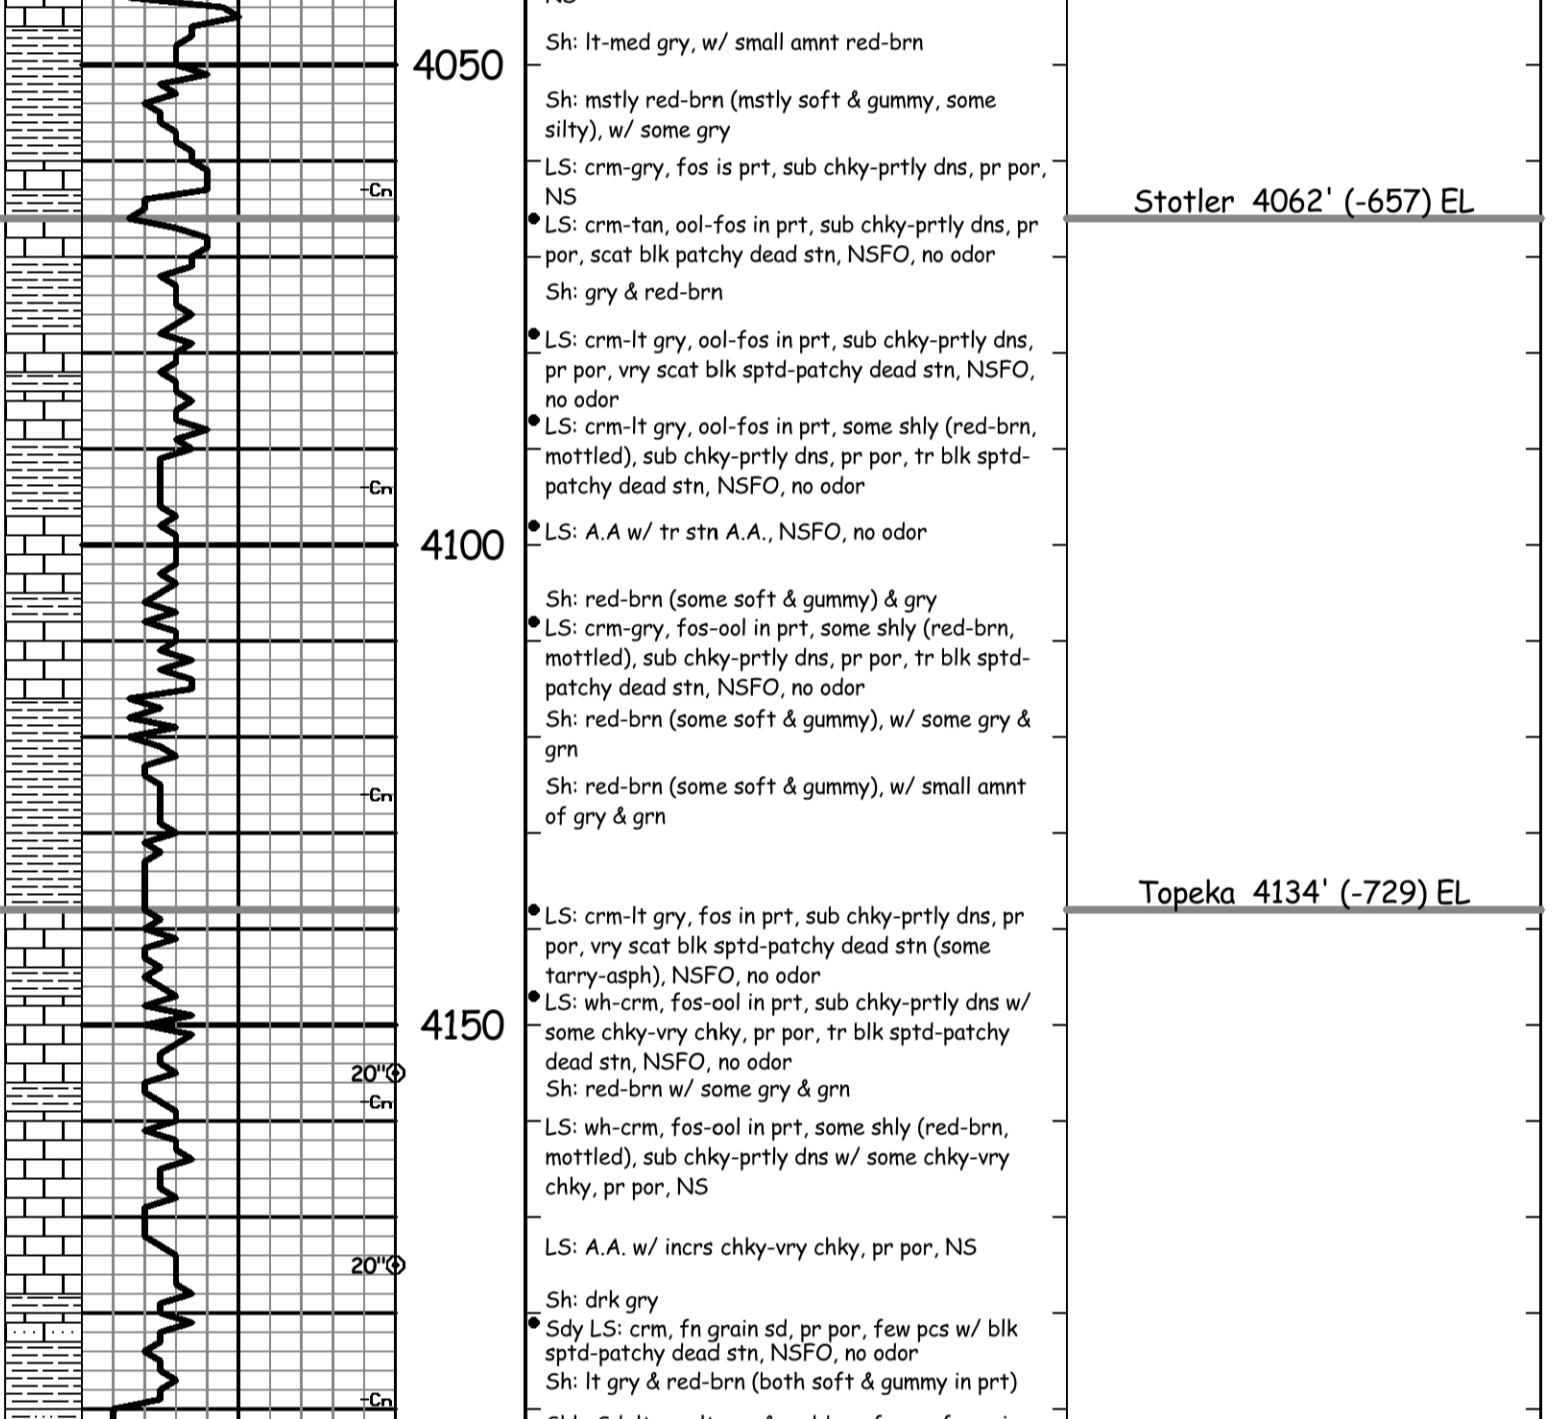 NS
Sh: lt-med gry, w/ small amnt red-brn
4050
Sh: mstly red-brn (mstly soft & gummy, some
silty), w/ some gry
LS: crm-gry, fos is prt, sub chky-prtly dns, pr por,
NS
Cn
Stotler 4062' (-657) EL
LS: crm-tan, ool-fos in prt, sub chky-prtly dns, pr
por, scat blk patchy dead stn, NSFO, no odor
Sh: gry & red-brn
LS: crm-lt gry, ool-fos in prt, sub chky-prtly dns,
pr por, vry scat blk sptd-patchy dead stn, NSFO,
no odor
LS: crm-lt gry, ool-fos in prt, some shly (red-brn,
mottled), sub chky-prtly dns, pr por, tr blk sptd-
patchy dead stn, NSFO, no odor
Cn
LS: A.A w/ tr stn A.A., NSFO, no odor
4100
Sh: red-brn (some soft & gummy) & gry
LS: crm-gry, fos-ool in prt, some shly (red-brn,
mottled), sub chky-prtly dns, pr por, tr blk sptd-
patchy dead stn, NSFO, no odor
Sh: red-brn (some soft & gummy), w/ some gry &
grn
Sh: red-brn (some soft & gummy), w/ small amnt
of gry & grn
Cn
Topeka 4134' (-729) EL
LS: crm-lt gry, fos in prt, sub chky-prtly dns, pr
por, vry scat blk sptd-patchy dead stn (some
tarry-asph), NSFO, no odor
LS: wh-crm, fos-ool in prt, sub chky-prtly dns w/
some chky-vry chky, pr por, tr blk sptd-patchy
dead stn, NSFO, no odor
4150
20"
Sh: red-brn w/ some gry & grn
Cn
LS: wh-crm, fos-ool in prt, some shly (red-brn,
mottled), sub chky-prtly dns w/ some chky-vry
chky, pr por, NS
LS: A.A. w/ incrs chky-vry chky, pr por, NS
20"
Sh: drk gry
Sdy LS: crm, fn grain sd, pr por, few pcs w/ blk
sptd-patchy dead stn, NSFO, no odor
Sh: lt gry & red-brn (both soft & gummy in prt)
Cn